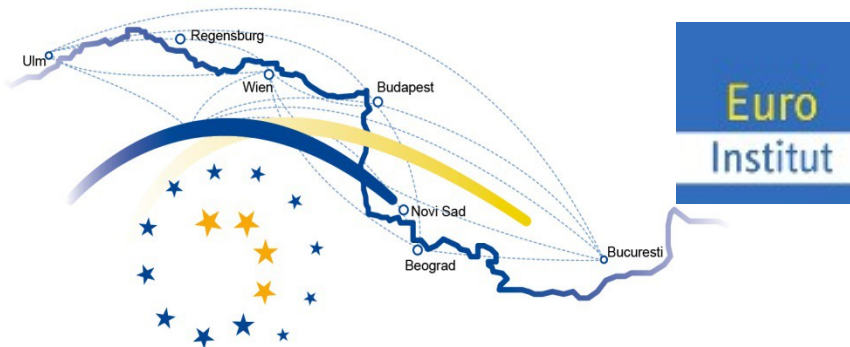 Regensburg
Ulm
Wien
Budapest
Euro
Institut
Novi Sad
Beograd
Bucuresti